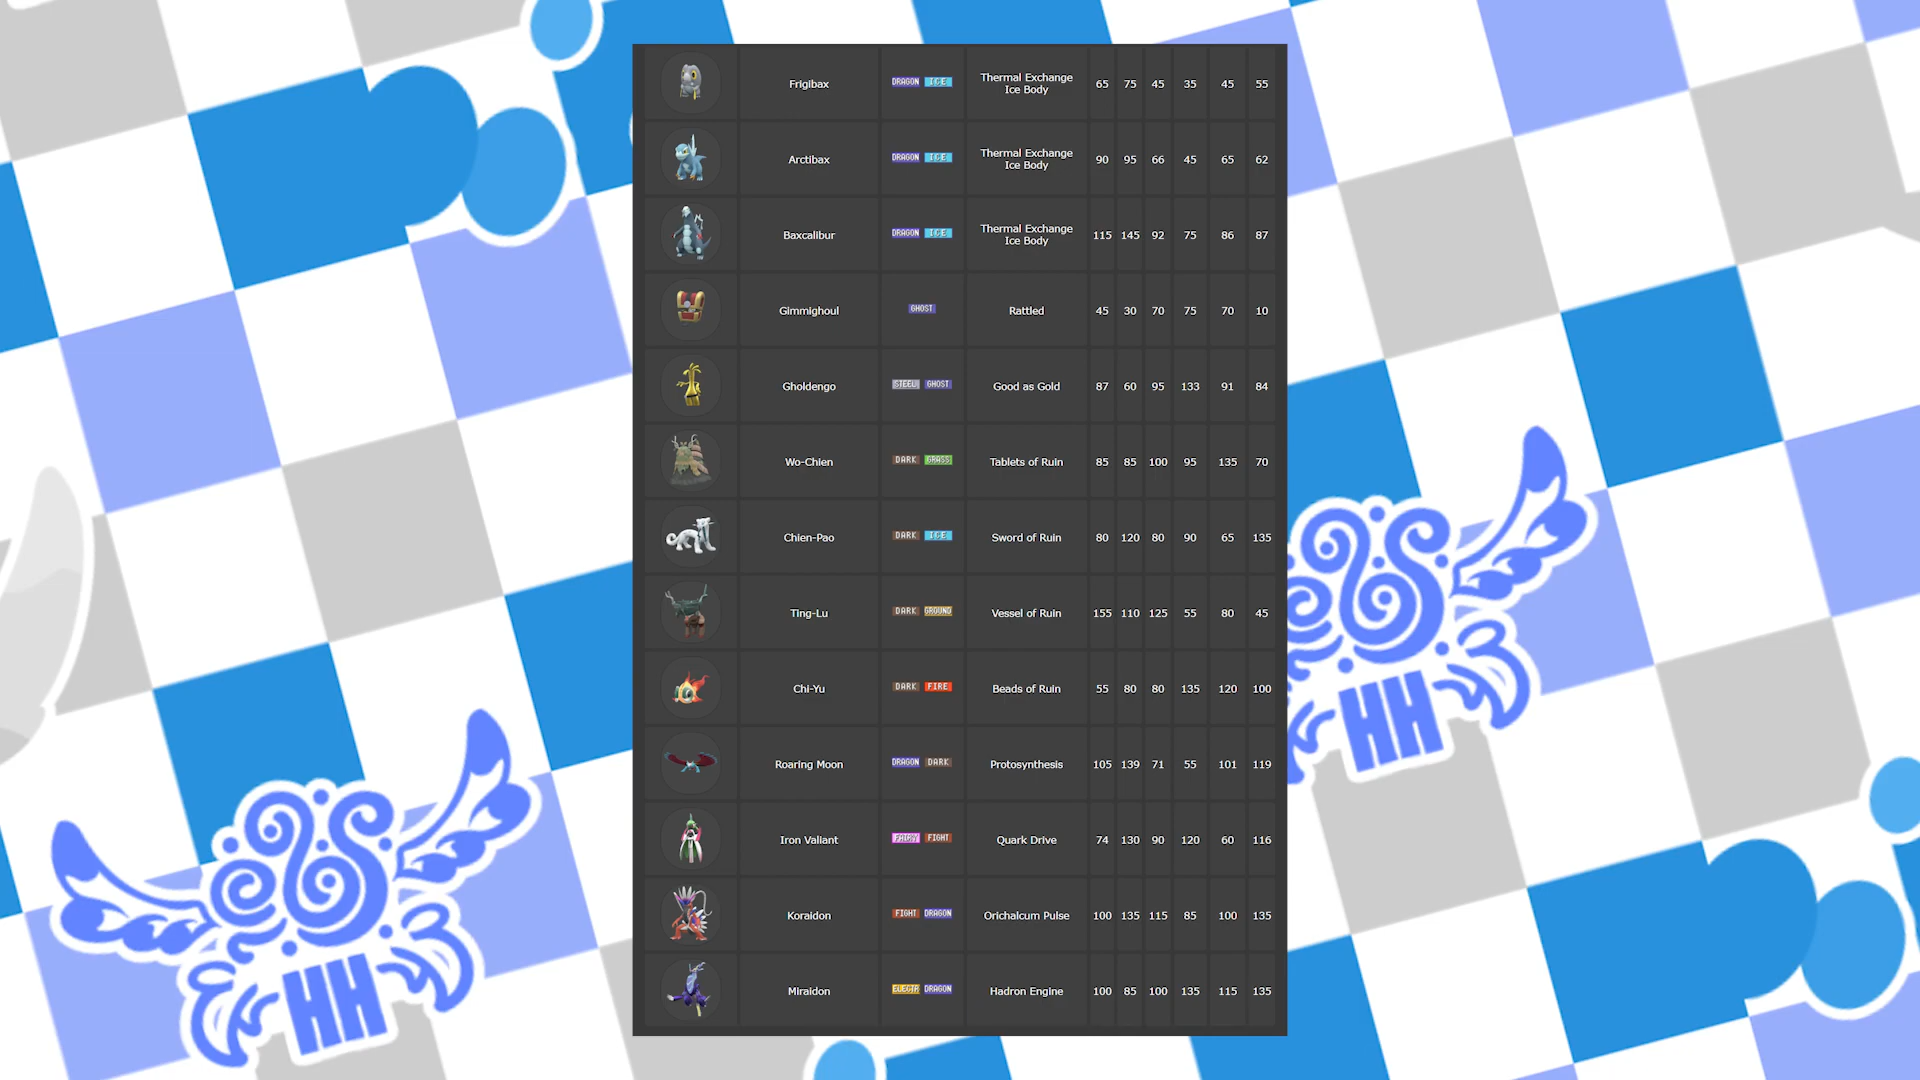 Frigibax DRAGON ICE Thermal Exchange Ice Body 65 75 45 35 45 55
Arctibax DRAGON ICE Thermal Exchange Ice Body 90 95 66 45 65 62
Baxcalibur DRAGON ICE Thermal Exchange Ice Body 115 145 92 75 86 87
Gimmighoul GHOST Rattled 45 30 70 75 70 10
Gholdengo STEEL GHOST Good as Gold 87 60 95 133 91 84
Wo-Chien DARK GRASS Tablets of Ruin 85 85 100 95 135 70
Chien-Pao DARK ICE Sword of Ruin 80 120 80 90 65 135
Ting-Lu DARK GROUND Vessel of Ruin 155 110 125 55 80 45
Chi-Yu DARK FIRE Beads of Ruin 55 80 80 135 120 100
Roaring Moon DRAGON DARK Protosynthesis 105 139 71 55 101 119
Iron Valiant FAIRY FIGHT Quark Drive 74 130 90 120 60 116
Koraidon FIGHT DRAGON Orichalcum Pulse 100 135 115 85 100 135
Miraidon ELECTR DRAGON Hadron Engine 100 85 100 135 115 135
HH
HH